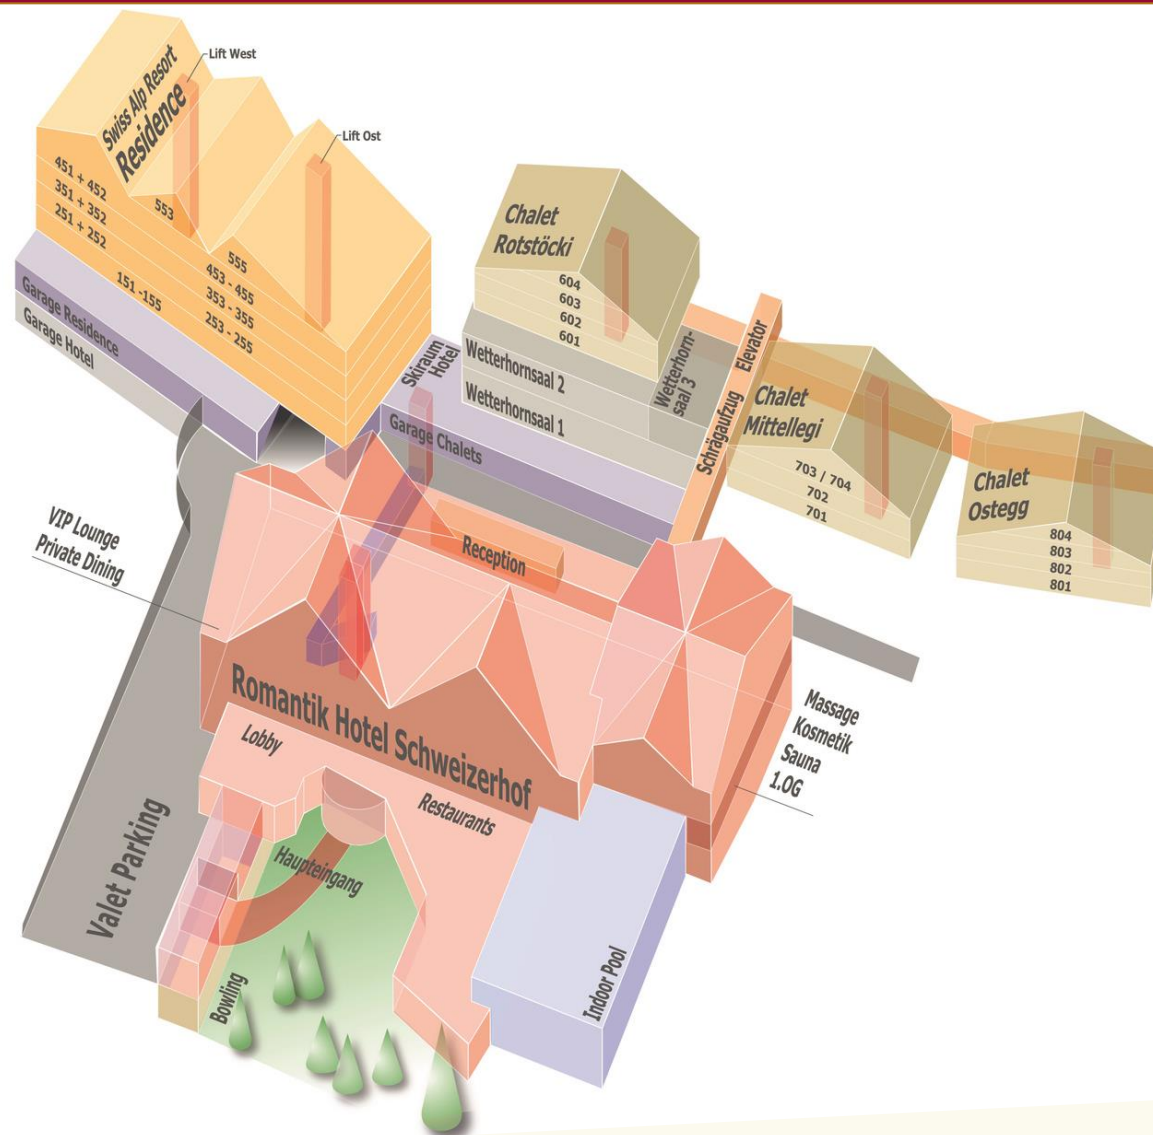 Swiss Alp Resort
Residence
Lift West
Lift Ost
451 + 452
351 + 352
251 + 252
151 -155
553
555
453 - 455
353 - 355
253 - 255
Garage Residence
Garage Hotel
Skiraum
Hotel
Garage Chalets
Chalet
Rotstöcki
604
603
602
601
Wetterhornsaal 2
Wetterhornsaal 1
Wetterhorn-
saal 3
Schrägaufzug Elevator
Chalet
Mittellegi
703 / 704
702
701
Chalet
Ostegg
804
803
802
801
VIP Lounge
Private Dining
Reception
Romantik Hotel Schweizerhof
Lobby
Restaurants
Haupteingang
Valet Parking
Bowling
Indoor Pool
Massage
Kosmetik
Sauna
1.OG